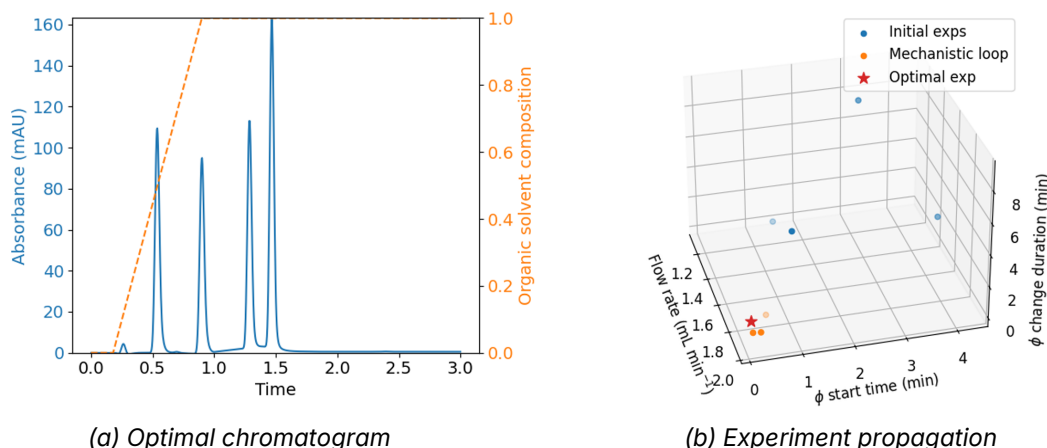 160
140
120
100
80
60
40
20
0
Absorbance (mAU)
1.0
0.8
0.6
0.4
0.2
0.0
Organic solvent composition
0.0 0.5 1.0 1.5 2.0 2.5 3.0
Time
(a) Optimal chromatogram
Initial exps
Mechanistic loop
Optimal exp
8
6
4
2
0
ϕ change duration (min)
1.2
1.4
1.6
1.8
2.0
Flow rate (mL min⁻¹)
0 1 2 3 4
ϕ start time (min)
(b) Experiment propagation